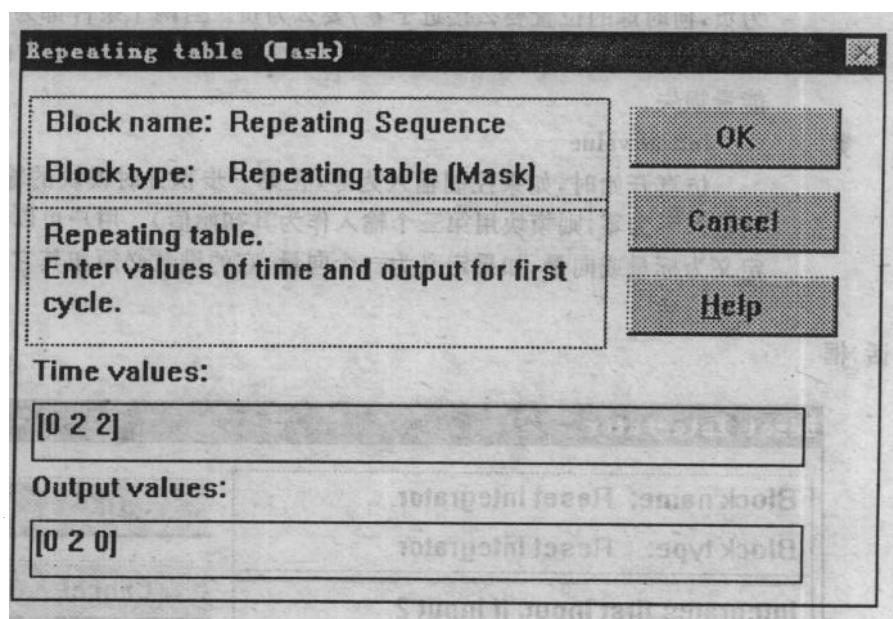 Repeating table (Mask)
Block name: Repeating Sequence
Block type: Repeating table (Mask)
Repeating table.
Enter values of time and output for first
cycle.
OK
Cancel
Help
Time values:
[0 2 2]
Output values:
[0 2 0]
Block name: Reset Integrator
Block type: Reset Integrator